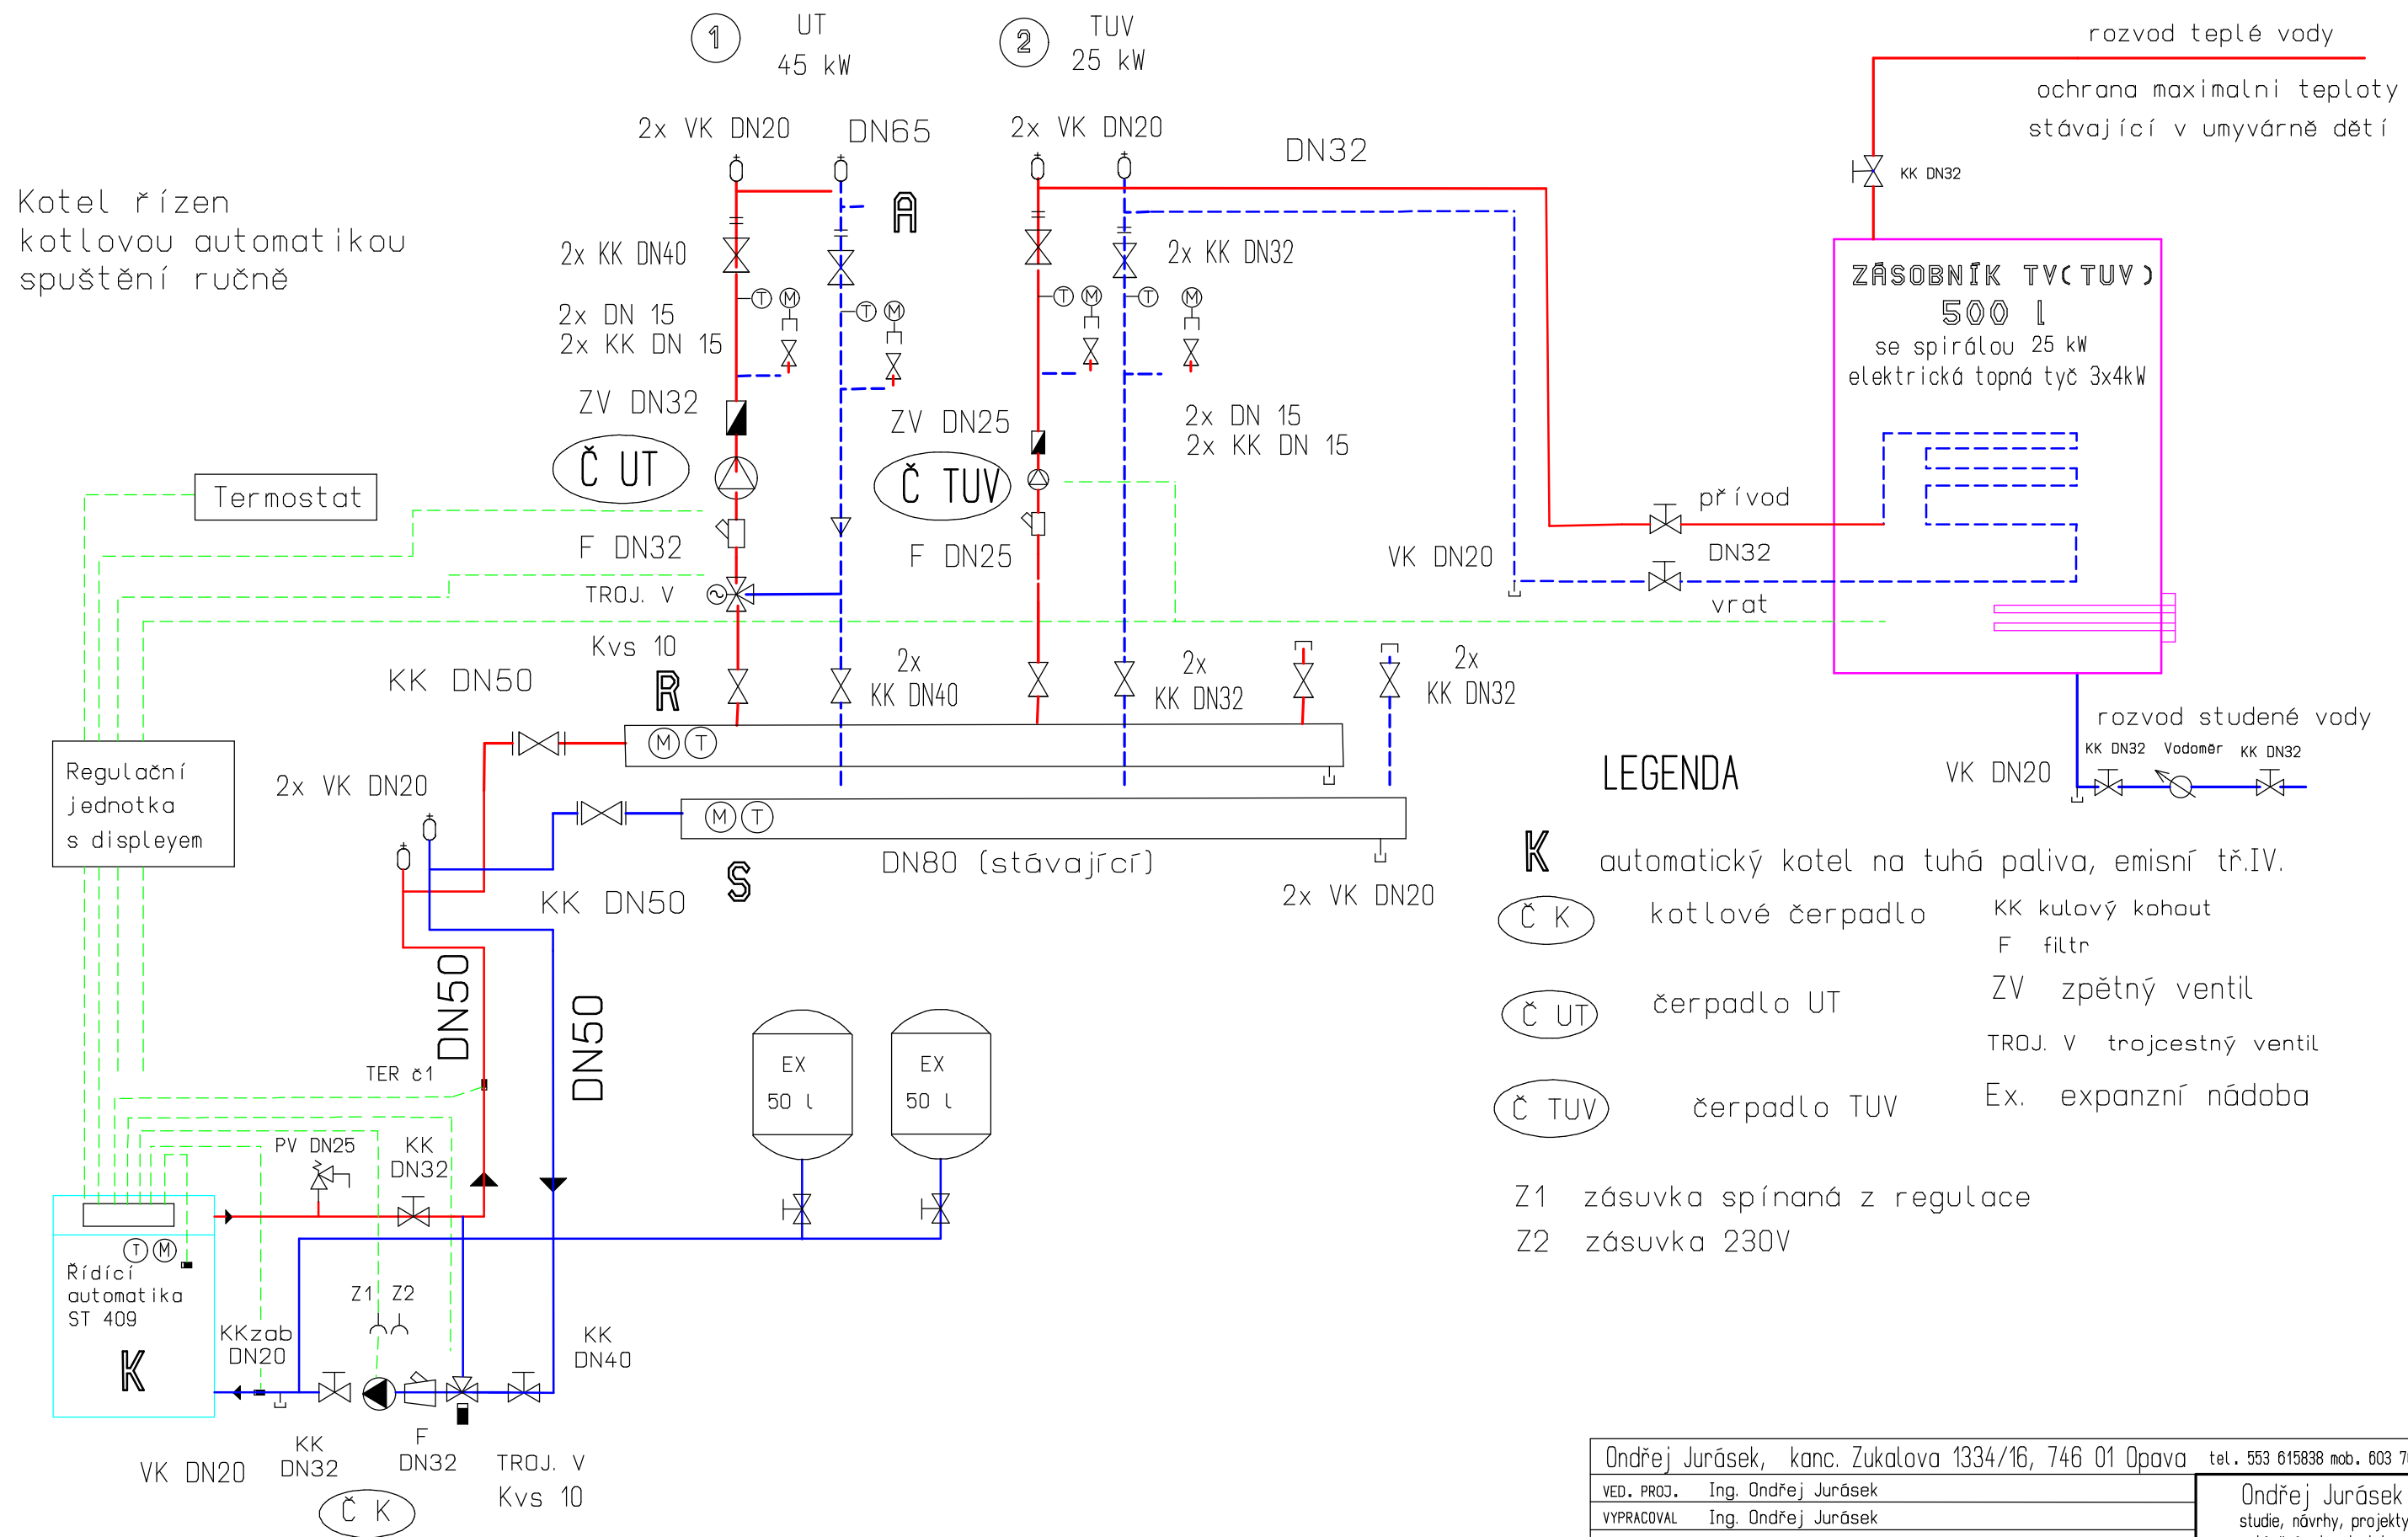 1
UT
45 kW
2
TUV
25 kW
rozvod teplé vody
ochrana maximalni teploty
stávající v umyvárně dětí
2x VK DN20
DN65
2x VK DN20
DN32
KK DN32
Kotel řízen
kotlovou automatikou
spuštění ručně
A
2x KK DN40
2x KK DN32
ZÁSOBNÍK TV(TUV)
500 l
se spirálou 25 kW
elektrická topná tyč 3x4kW
T M
T M
T M
T M
2x DN 15
2x KK DN 15
ZV DN32
ZV DN25
2x DN 15
2x KK DN 15
Č UT
Č TUV
Termostat
přívod
F DN32
F DN25
VK DN20
DN32
TROJ. V
vrat
Kvs 10
KK DN50
R
2x
KK DN40
2x
KK DN32
2x
KK DN32
M T
rozvod studené vody
KK DN32 Vodoměr KK DN32
VK DN20
Regulační
jednotka
s displeyem
2x VK DN20
M T
LEGENDA
DN80 (stávající)
S
KK DN50
2x VK DN20
K automatický kotel na tuhá paliva, emisní tř.IV.
Č K kotlové čerpadlo
KK kulový kohout
F filtr
Č UT čerpadlo UT
ZV zpětný ventil
TROJ. V trojcestný ventil
Č TUV čerpadlo TUV
Ex. expanzní nádoba
Z1 zásuvka spínaná z regulace
Z2 zásuvka 230V
DN50
DN50
EX
50 l
EX
50 l
TER č1
PV DN25
KK
DN32
T M
Řídící
automatika
ST 409
K
Z1 Z2
KKzab
DN20
KK
DN40
VK DN20
KK
DN32
F
DN32
TROJ. V
Kvs 10
Č K
Ondřej Jurásek, kanc. Zukalova 1334/16, 746 01 Opava tel. 553 615838 mob. 603
VED. PROJ. Ing. Ondřej Jurásek
VYPRACOVAL Ing. Ondřej Jurásek
Ondřej Jurásek
studie, návrhy, projekty